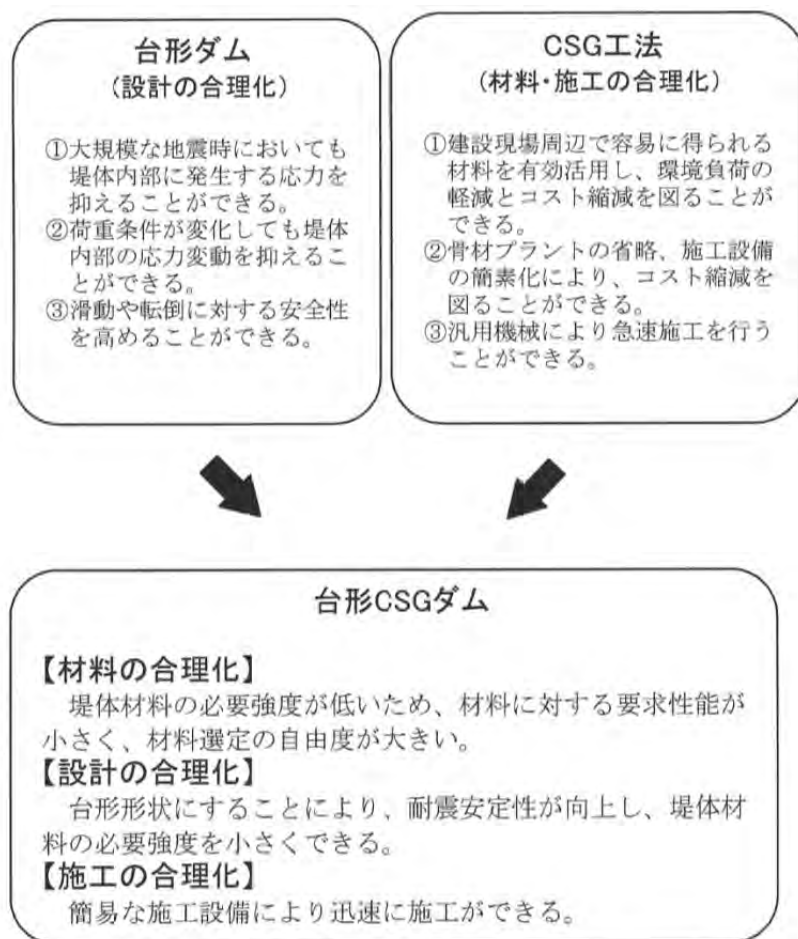 台形ダム
(設計の合理化)
①大規模な地震時においても
堤体内部に発生する応力を
抑えることができる。
②荷重条件が変化しても堤体
内部の応力変動を抑えるこ
とができる。
③滑動や転倒に対する安全性
を高めることができる。
CSG工法
(材料・施工の合理化)
①建設現場周辺で容易に得られる
材料を有効活用し、環境負荷の
軽減とコスト縮減を図ることが
できる。
②骨材プラントの省略、施工設備
の簡素化により、コスト縮減を
図ることができる。
③汎用機械により急速施工を行う
ことができる。
台形CSGダム
【材料の合理化】
堤体材料の必要強度が低いため、材料に対する要求性能が
小さく、材料選定の自由度が大きい。
【設計の合理化】
台形形状にすることにより、耐震安定性が向上し、堤体材
料の必要強度を小さくできる。
【施工の合理化】
簡易な施工設備により迅速に施工ができる。